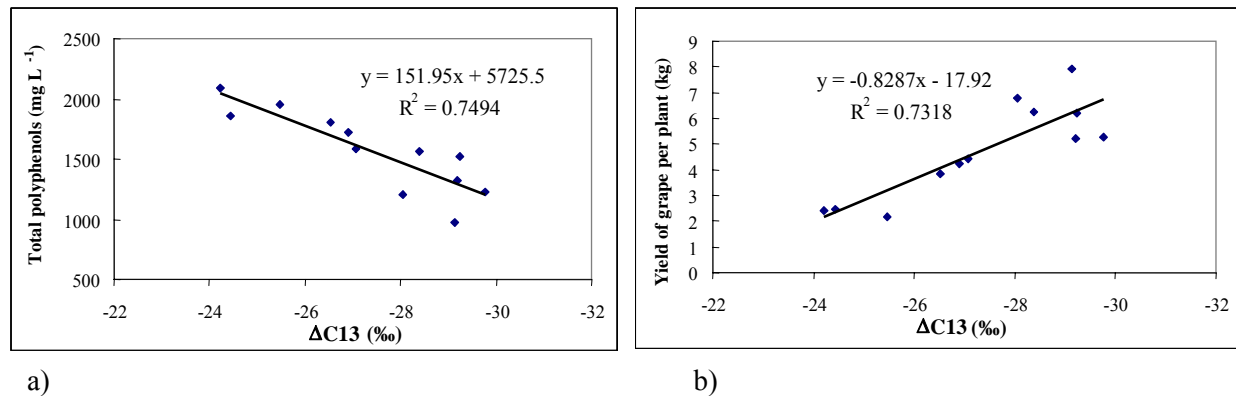 Total polyphenols (mg L -1)
2500
2000
1500
1000
500
y = 151.95x + 5725.5
R2 = 0.7494
-22 -24 -26 -28 -30 -32
ΔC13 (‰)
a)
Yield of grape per plant (kg)
9
8
7
6
5
4
3
2
1
0
y = -0.8287x - 17.92
R2 = 0.7318
-22 -24 -26 -28 -30 -32
ΔC13 (‰)
b)